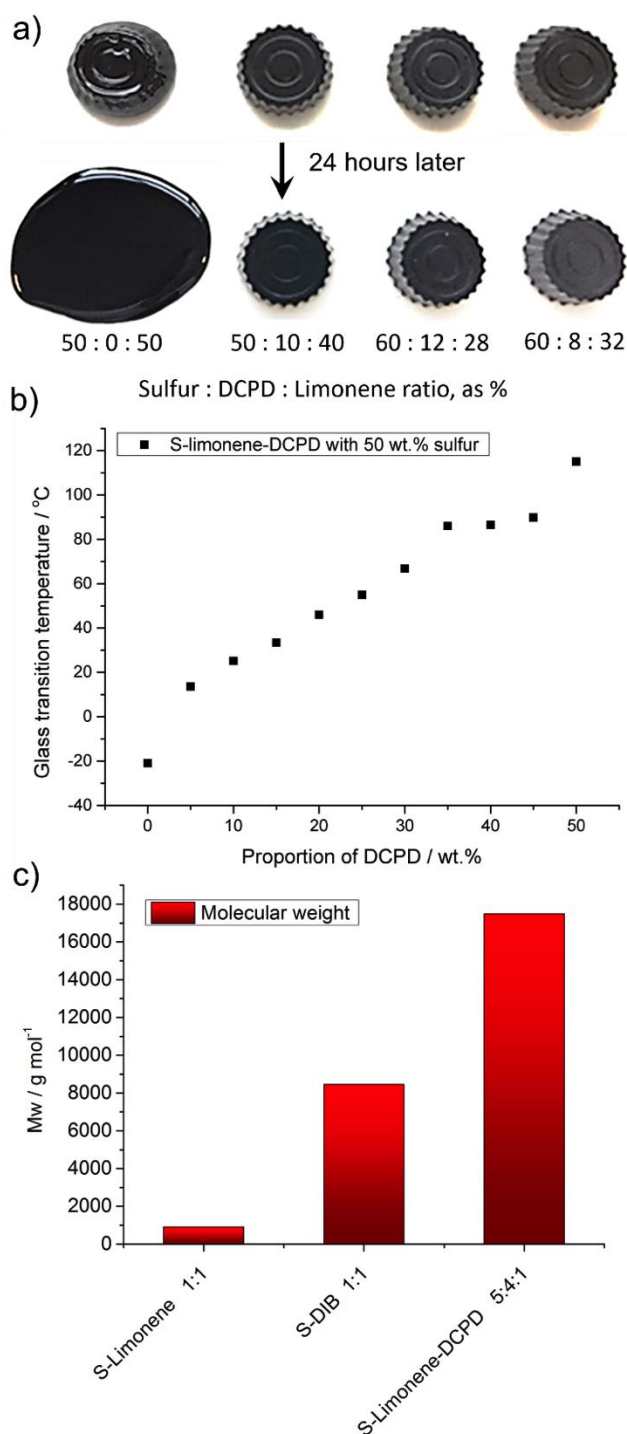 a)
24 hours later
50 : 0 : 50
50 : 10 : 40
60 : 12 : 28
60 : 8 : 32
Sulfur : DCPD : Limonene ratio, as %
b)
S-limonene-DCPD with 50 wt.% sulfur
120
100
80
60
40
20
0
-20
-40
Glass transition temperature / °C
0
10
20
30
40
50
Proportion of DCPD / wt.%
c)
Molecular weight
18000
16000
14000
12000
10000
8000
6000
4000
2000
0
Mw / g mol⁻¹
S-Limonene 1:1
S-DIB 1:1
S-Limonene-DCPD 5:4:1